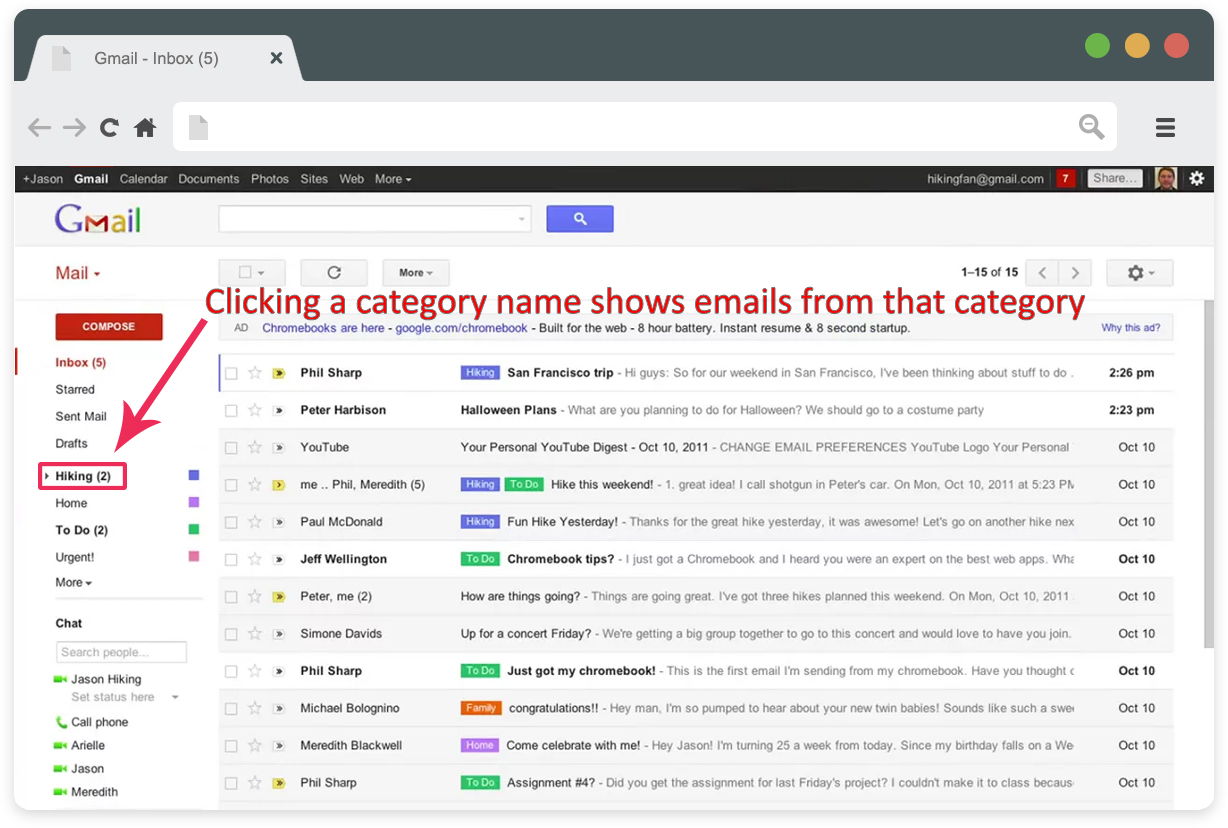 Gmail - Inbox (5)
+Jason Gmail Calendar Documents Photos Sites Web More hikingfan@gmail.com 7 Share...
Gmail
Mail More 1–15 of 15
Clicking a category name shows emails from that category
COMPOSE
AD Chromebooks are here - google.com/chromebook - Built for the web - 8 hour battery. Instant resume & 8 second startup. Why this ad?
Inbox (5)
Starred
Sent Mail
Drafts
Hiking (2)
Home
To Do (2)
Urgent!
More
Chat
Search people...
Jason Hiking
Set status here
Call phone
Arielle
Jason
Meredith
Phil Sharp Hiking San Francisco trip - Hi guys: So for our weekend in San Francisco, I've been thinking about stuff to do . 2:26 pm
Peter Harbison Halloween Plans - What are you planning to do for Halloween? We should go to a costume party 2:23 pm
YouTube Your Personal YouTube Digest - Oct 10, 2011 - CHANGE EMAIL PREFERENCES YouTube Logo Your Personal Oct 10
me .. Phil, Meredith (5) Hiking To Do Hike this weekend! - 1. great idea! I call shotgun in Peter's car. On Mon, Oct 10, 2011 at 5:23 PM Oct 10
Paul McDonald Hiking Fun Hike Yesterday! - Thanks for the great hike yesterday, it was awesome! Let's go on another hike nex Oct 10
Jeff Wellington To Do Chromebook tips? - I just got a Chromebook and I heard you were an expert on the best web apps. Wha Oct 10
Peter, me (2) How are things going? - Things are going great. I've got three hikes planned this weekend. On Mon, Oct 10, 2011 Oct 10
Simone Davids Up for a concert Friday? - We're getting a big group together to go to this concert and would love to have you join. Oct 10
Phil Sharp To Do Just got my chromebook! - This is the first email I'm sending from my chromebook. Have you thought c Oct 10
Michael Bolognino Family congratulations!! - Hey man, I'm so pumped to hear about your new twin babies! Sounds like such a swee Oct 10
Meredith Blackwell Home Come celebrate with me! - Hey Jason! I'm turning 25 a week from today. Since my birthday falls on a We Oct 10
Phil Sharp To Do Assignment #4? - Did you get the assignment for last Friday's project? I couldn't make it to class becaus Oct 10